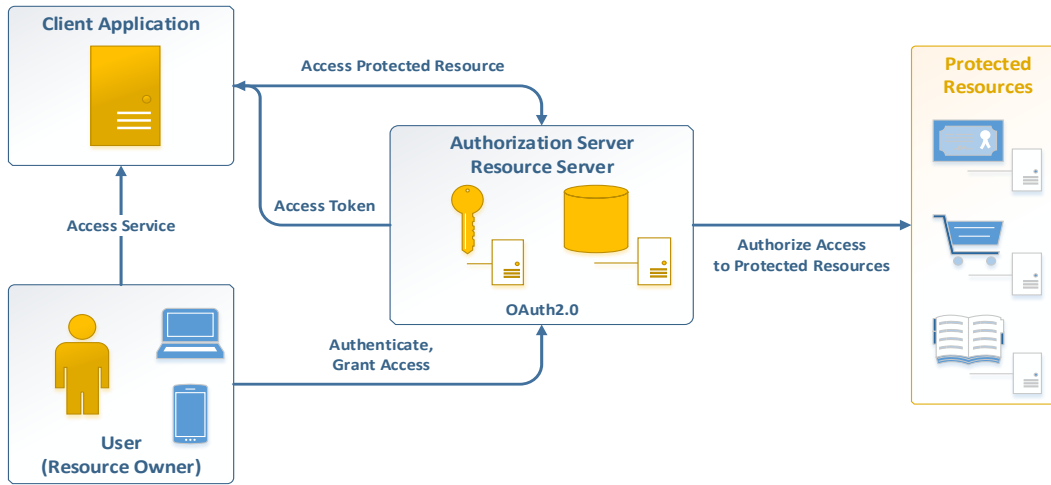 Client Application
Access Protected Resource
Protected
Resources
Authorization Server
Resource Server
Access Token
Access Service
Authorize Access
to Protected Resources
OAuth2.0
Authenticate,
Grant Access
User
(Resource Owner)